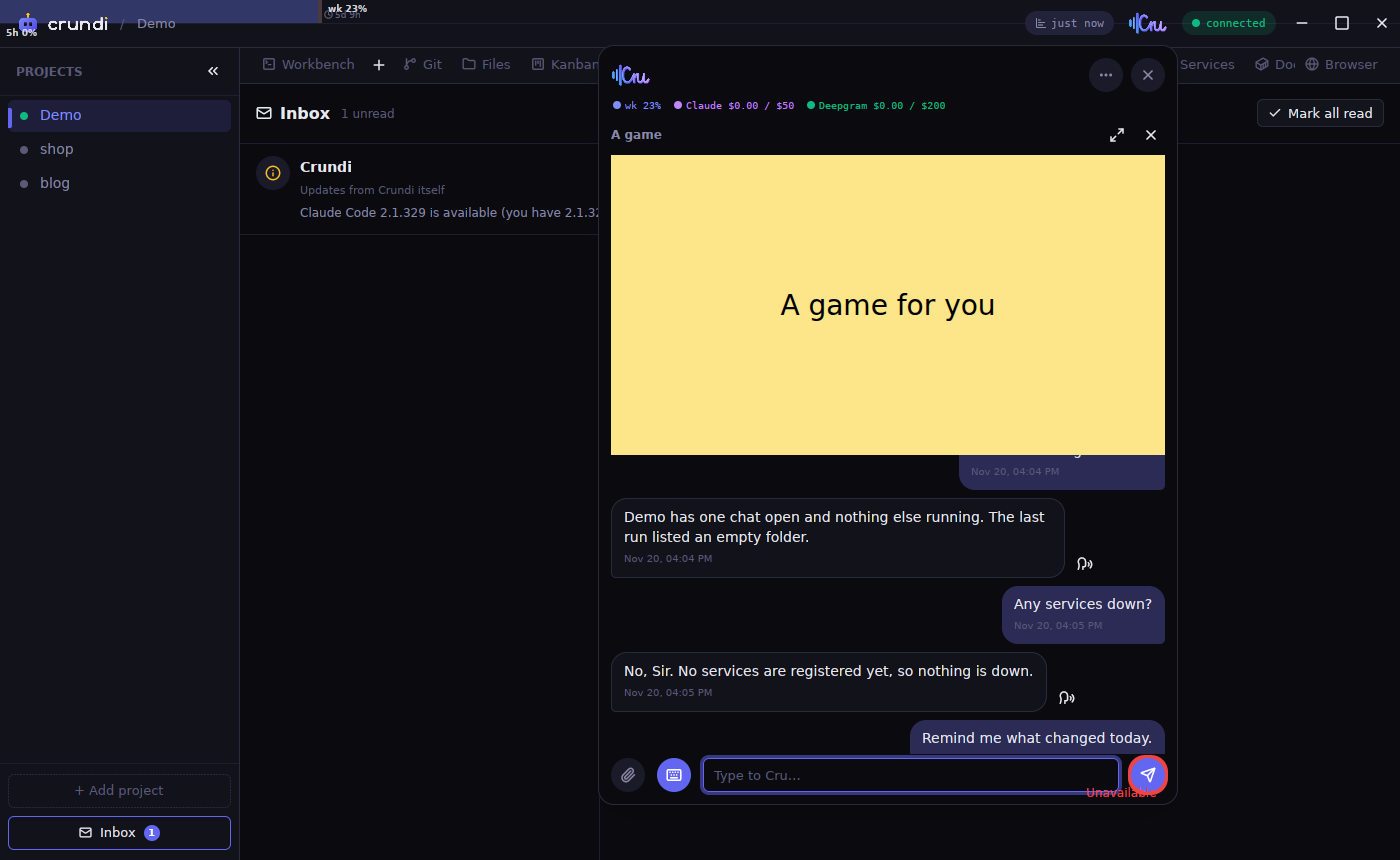 wk 23%
5d 9h
5h 0%
crundi / Demo
just now
Cru
connected
PROJECTS
Demo
shop
blog
+ Add project
Inbox 1
Workbench
Git
Files
Kanban
Services
Doc
Browser
Inbox 1 unread
Mark all read
Crundi
Updates from Crundi itself
Claude Code 2.1.329 is available (you have 2.1.32
Cru
wk 23% Claude $0.00 / $50 Deepgram $0.00 / $200
A game
A game for you
Nov 20, 04:04 PM
Demo has one chat open and nothing else running. The last
run listed an empty folder.
Nov 20, 04:04 PM
Any services down?
Nov 20, 04:05 PM
No, Sir. No services are registered yet, so nothing is down.
Nov 20, 04:05 PM
Remind me what changed today.
Type to Cru...
Unavailable